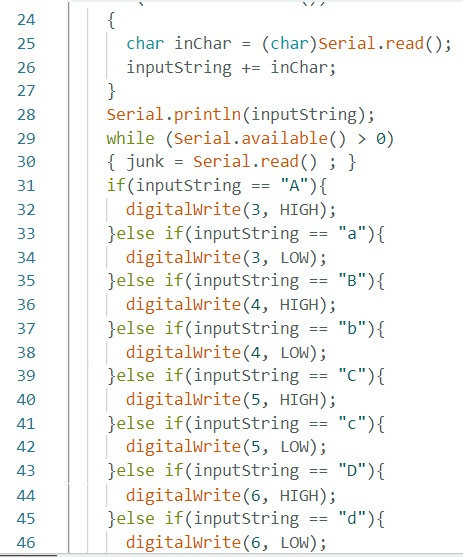 24 {
25 char inChar = (char)Serial.read();
26 inputString += inChar;
27 }
28 Serial.println(inputString);
29 while (Serial.available() > 0)
30 { junk = Serial.read() ; }
31 if(inputString == "A"){
32 digitalWrite(3, HIGH);
33 }else if(inputString == "a"){
34 digitalWrite(3, LOW);
35 }else if(inputString == "B"){
36 digitalWrite(4, HIGH);
37 }else if(inputString == "b"){
38 digitalWrite(4, LOW);
39 }else if(inputString == "C"){
40 digitalWrite(5, HIGH);
41 }else if(inputString == "c"){
42 digitalWrite(5, LOW);
43 }else if(inputString == "D"){
44 digitalWrite(6, HIGH);
45 }else if(inputString == "d"){
46 digitalWrite(6, LOW);